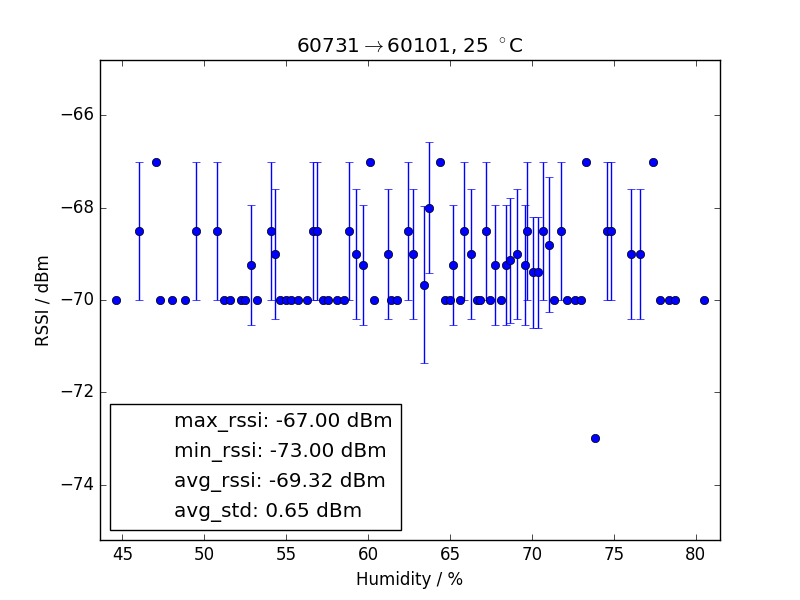 60731→60101, 25 °C
RSSI / dBm
−66
−68
−70
−72
−74
max_rssi: -67.00 dBm
min_rssi: -73.00 dBm
avg_rssi: -69.32 dBm
avg_std: 0.65 dBm
45 50 55 60 65 70 75 80
Humidity / %